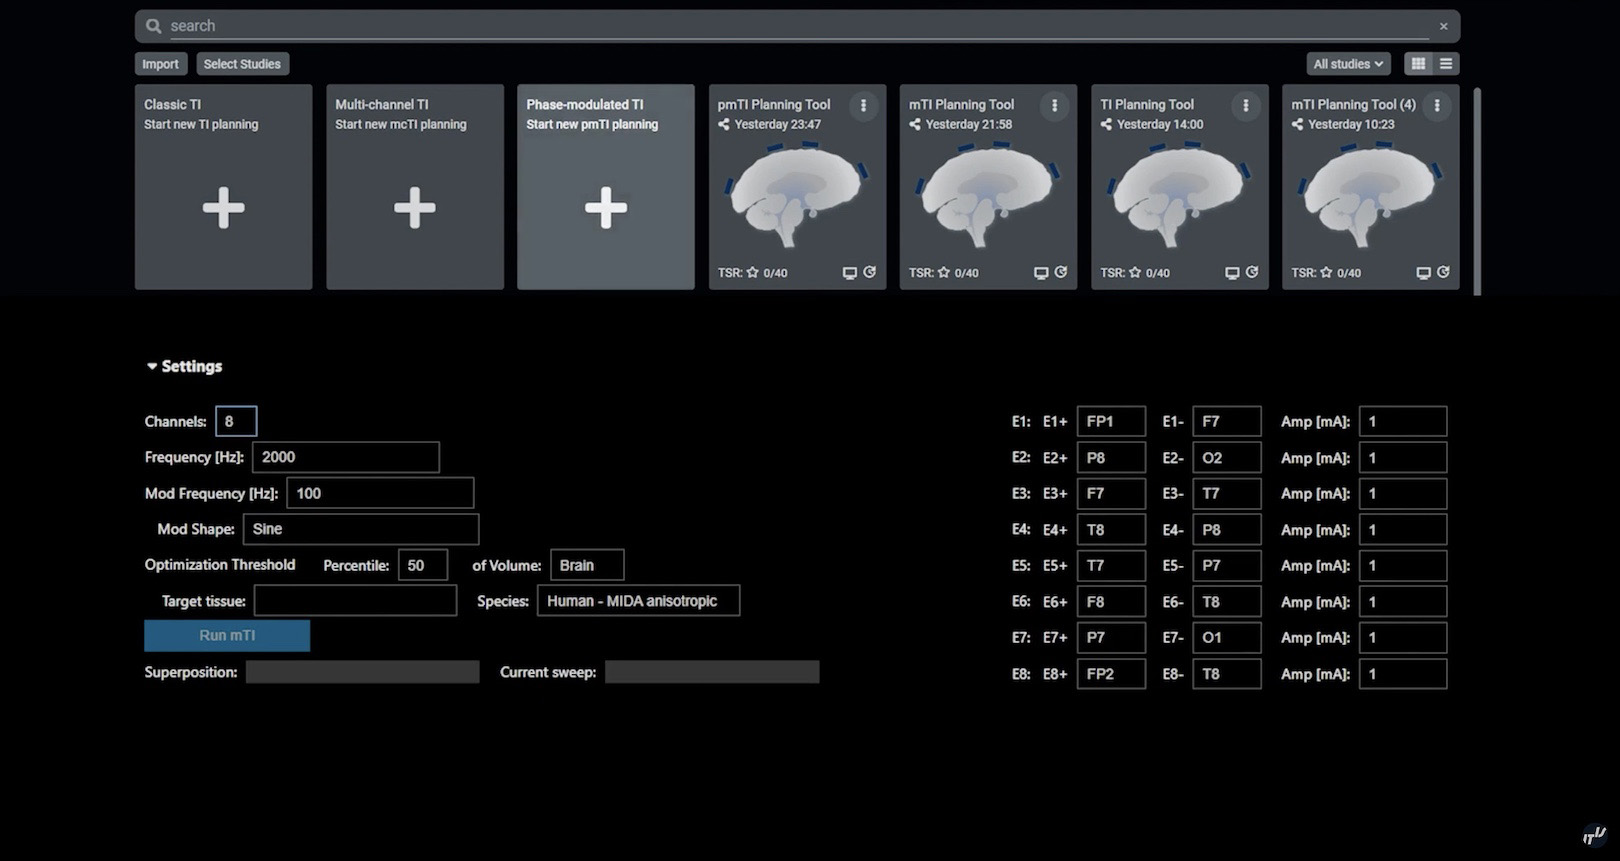 search ×
Import Select Studies All studies
Classic TI
Start new TI planning
Multi-channel TI
Start new mcTI planning
Phase-modulated TI
Start new pmTI planning
pmTI Planning Tool
Yesterday 23:47
TSR: 0/40
mTI Planning Tool
Yesterday 21:58
TSR: 0/40
TI Planning Tool
Yesterday 14:00
TSR: 0/40
mTI Planning Tool (4)
Yesterday 10:23
TSR: 0/40
Settings
Channels: 8
Frequency [Hz]: 2000
Mod Frequency [Hz]: 100
Mod Shape: Sine
Optimization Threshold Percentile: 50 of Volume: Brain
Target tissue: Species: Human - MIDA anisotropic
Run mTI
Superposition: Current sweep:
E1: E1+ FP1 E1- F7 Amp [mA]: 1
E2: E2+ P8 E2- O2 Amp [mA]: 1
E3: E3+ F7 E3- T7 Amp [mA]: 1
E4: E4+ T8 E4- P8 Amp [mA]: 1
E5: E5+ T7 E5- P7 Amp [mA]: 1
E6: E6+ F8 E6- T8 Amp [mA]: 1
E7: E7+ P7 E7- O1 Amp [mA]: 1
E8: E8+ FP2 E8- T8 Amp [mA]: 1
IT'IS